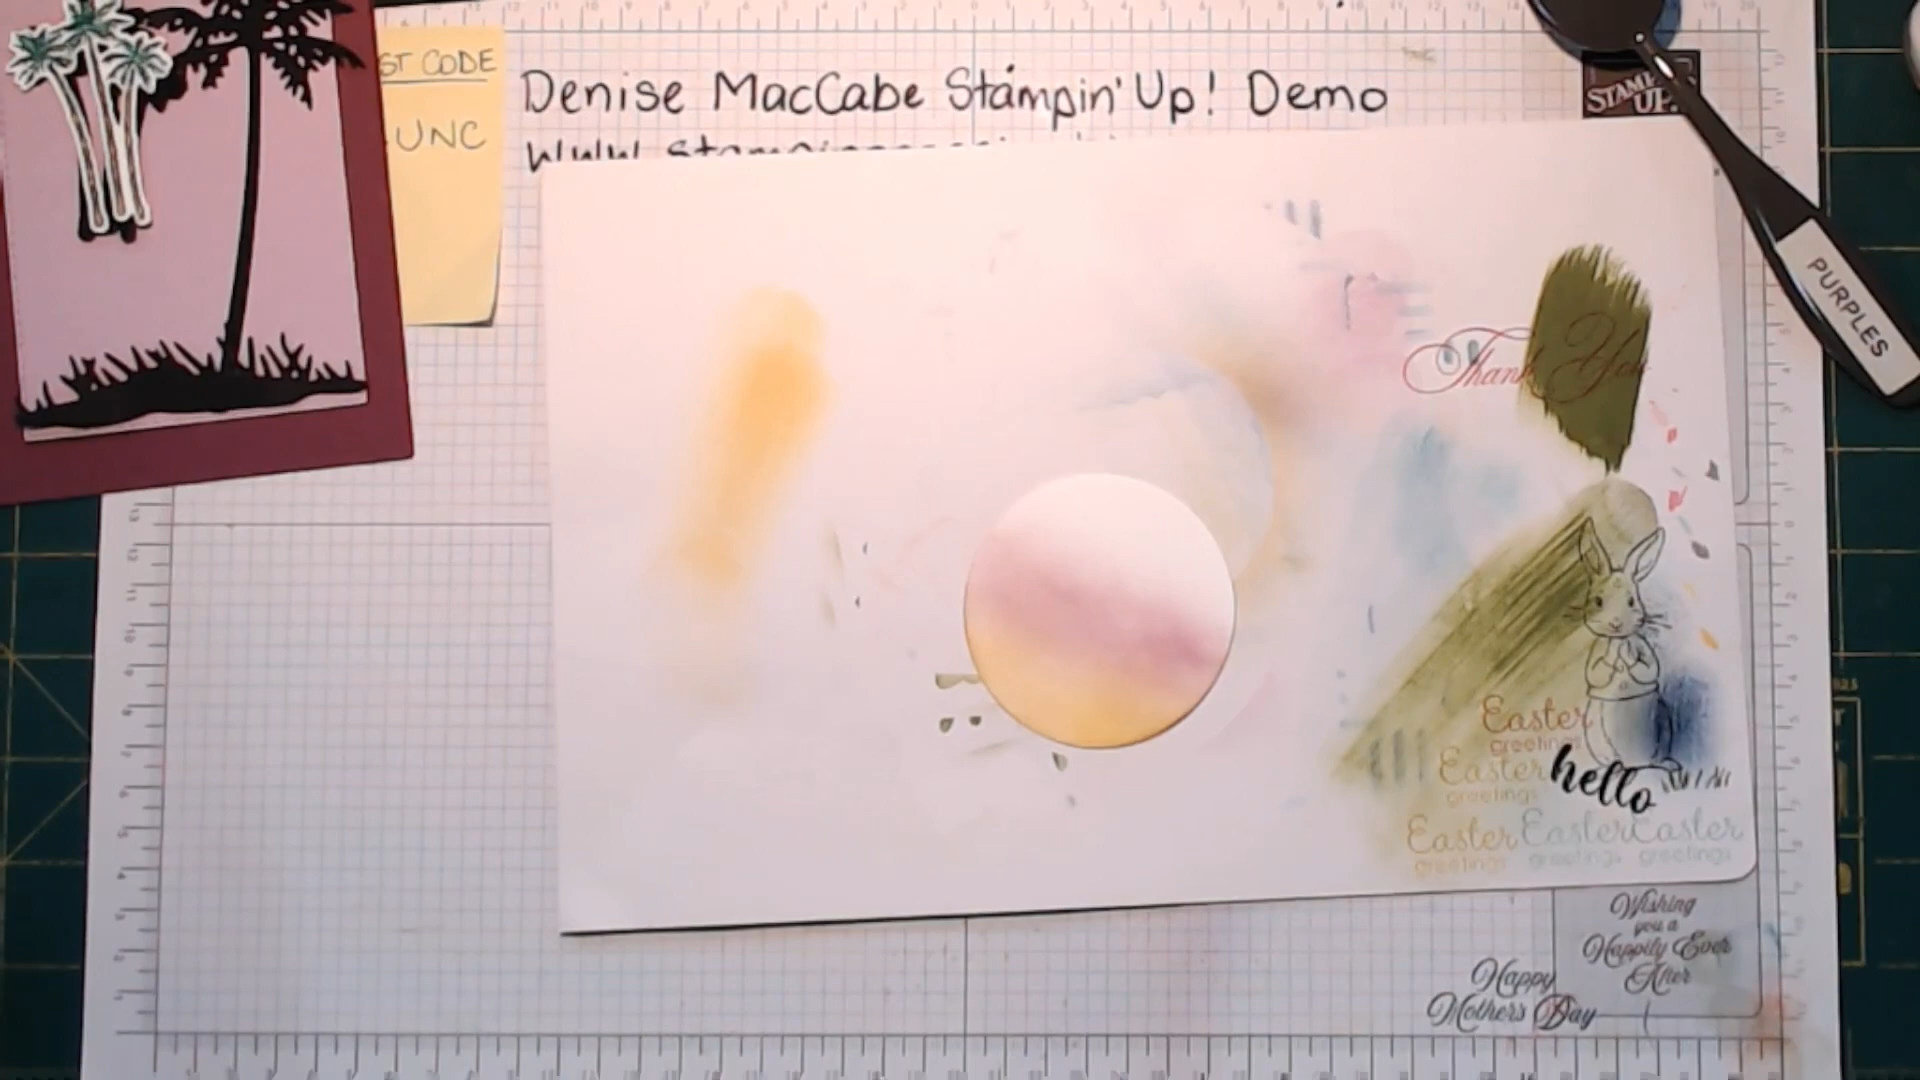 ST CODE
UNC
Denise MacCabe Stampin' Up! Demo
STAMPIN'
UP!
PURPLES
Thank You
Easter
greetings
Easter
greetings
hello
Easter Easter Easter
greetings greetings greetings
Wishing
you a
Happily Ever
After
Happy
Mother's Day